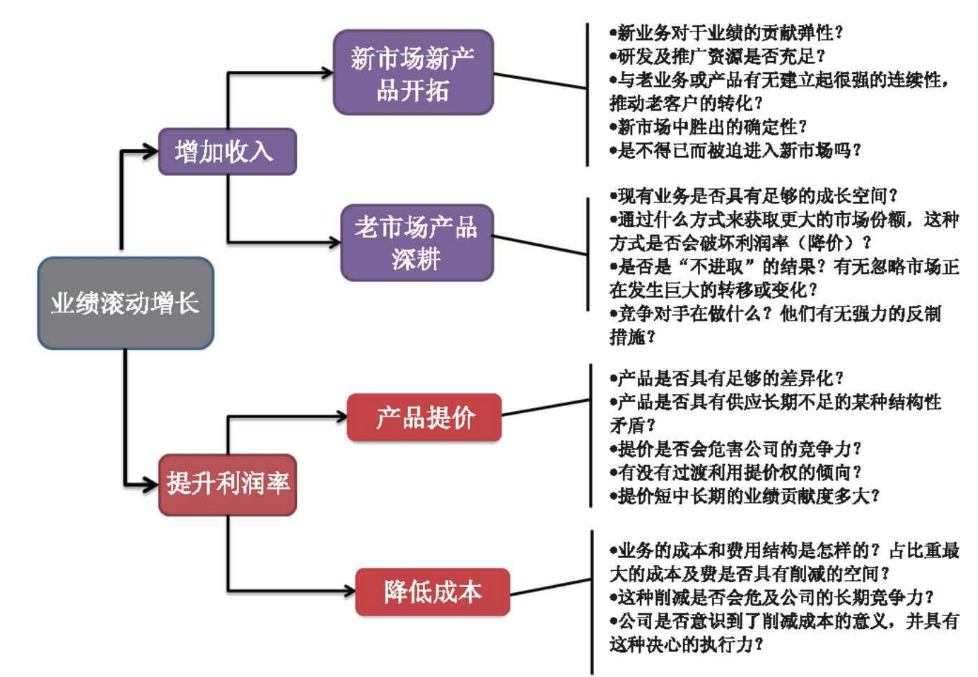 业绩滚动增长
增加收入
新市场新产
品开拓
•新业务对于业绩的贡献弹性？
•研发及推广资源是否充足？
•与老业务或产品有无建立起很强的连续性，
推动老客户的转化？
•新市场中胜出的确定性？
•是不得已而被迫进入新市场吗？
老市场产品
深耕
•现有业务是否具有足够的成长空间？
•通过什么方式来获取更大的市场份额，这种
方式是否会破坏利润率（降价）？
•是否是“不进取”的结果？有无忽略市场正
在发生巨大的转移或变化？
•竞争对手在做什么？他们有无强力的反制
措施？
提升利润率
产品提价
•产品是否具有足够的差异化？
•产品是否具有供应长期不足的某种结构性
矛盾？
•提价是否会危害公司的竞争力？
•有没有过渡利用提价权的倾向？
•提价短中长期的业绩贡献度多大？
降低成本
•业务的成本和费用结构是怎样的？占比重最
大的成本及费是否具有削减的空间？
•这种削减是否会危及公司的长期竞争力？
•公司是否意识到了削减成本的意义，并具有
这种决心的执行力？